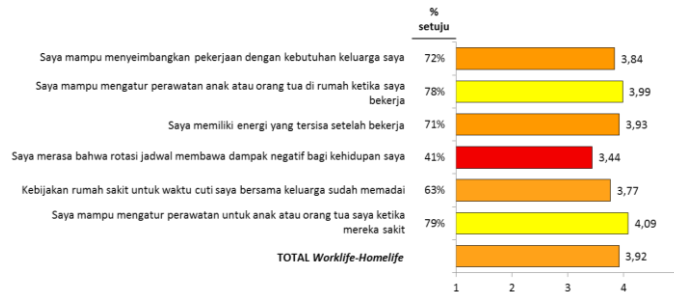 %
setuju
Saya mampu menyeimbangkan pekerjaan dengan kebutuhan keluarga saya 72% 3,84
Saya mampu mengatur perawatan anak atau orang tua di rumah ketika saya
bekerja 78% 3,99
Saya memiliki energi yang tersisa setelah bekerja 71% 3,93
Saya merasa bahwa rotasi jadwal membawa dampak negatif bagi kehidupan saya 41% 3,44
Kebijakan rumah sakit untuk waktu cuti saya bersama keluarga sudah memadai 63% 3,77
Saya mampu mengatur perawatan untuk anak atau orang tua saya ketika
mereka sakit 79% 4,09
TOTAL Worklife-Homelife 3,92
1 2 3 4